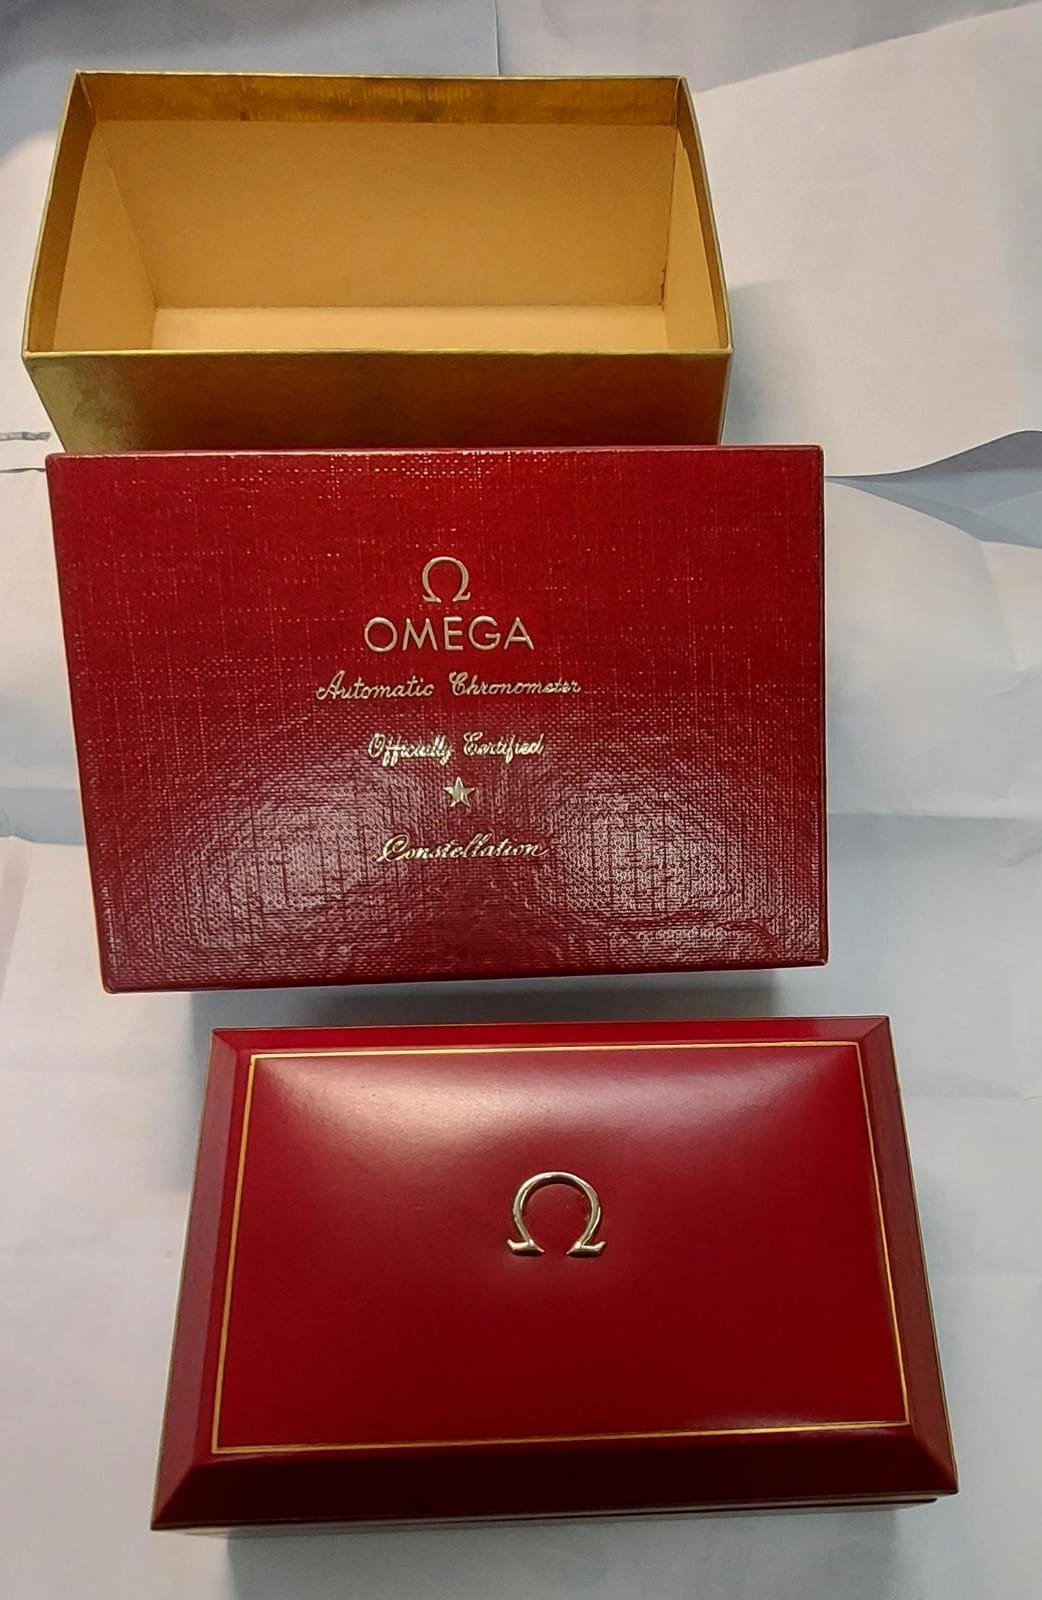 Ω
OMEGA
Automatic Chronometer
Officially Certified
Constellation
Ω